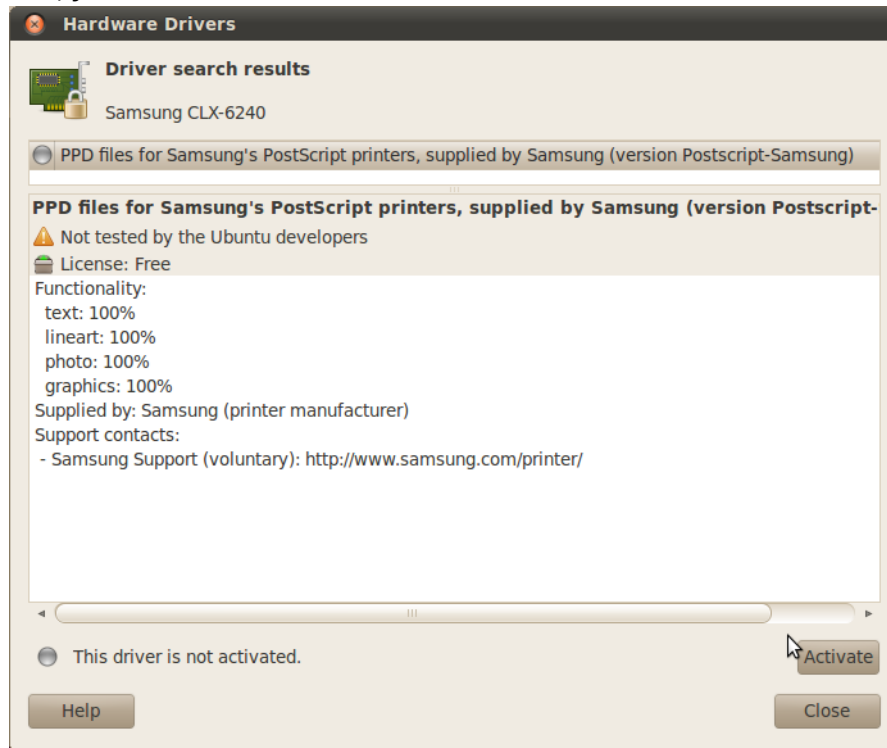 Hardware Drivers
Driver search results
Samsung CLX-6240
PPD files for Samsung's PostScript printers, supplied by Samsung (version Postscript-Samsung)
PPD files for Samsung's PostScript printers, supplied by Samsung (version Postscript-
Not tested by the Ubuntu developers
License: Free
Functionality:
text: 100%
lineart: 100%
photo: 100%
graphics: 100%
Supplied by: Samsung (printer manufacturer)
Support contacts:
- Samsung Support (voluntary): http://www.samsung.com/printer/
This driver is not activated.
Activate
Help
Close